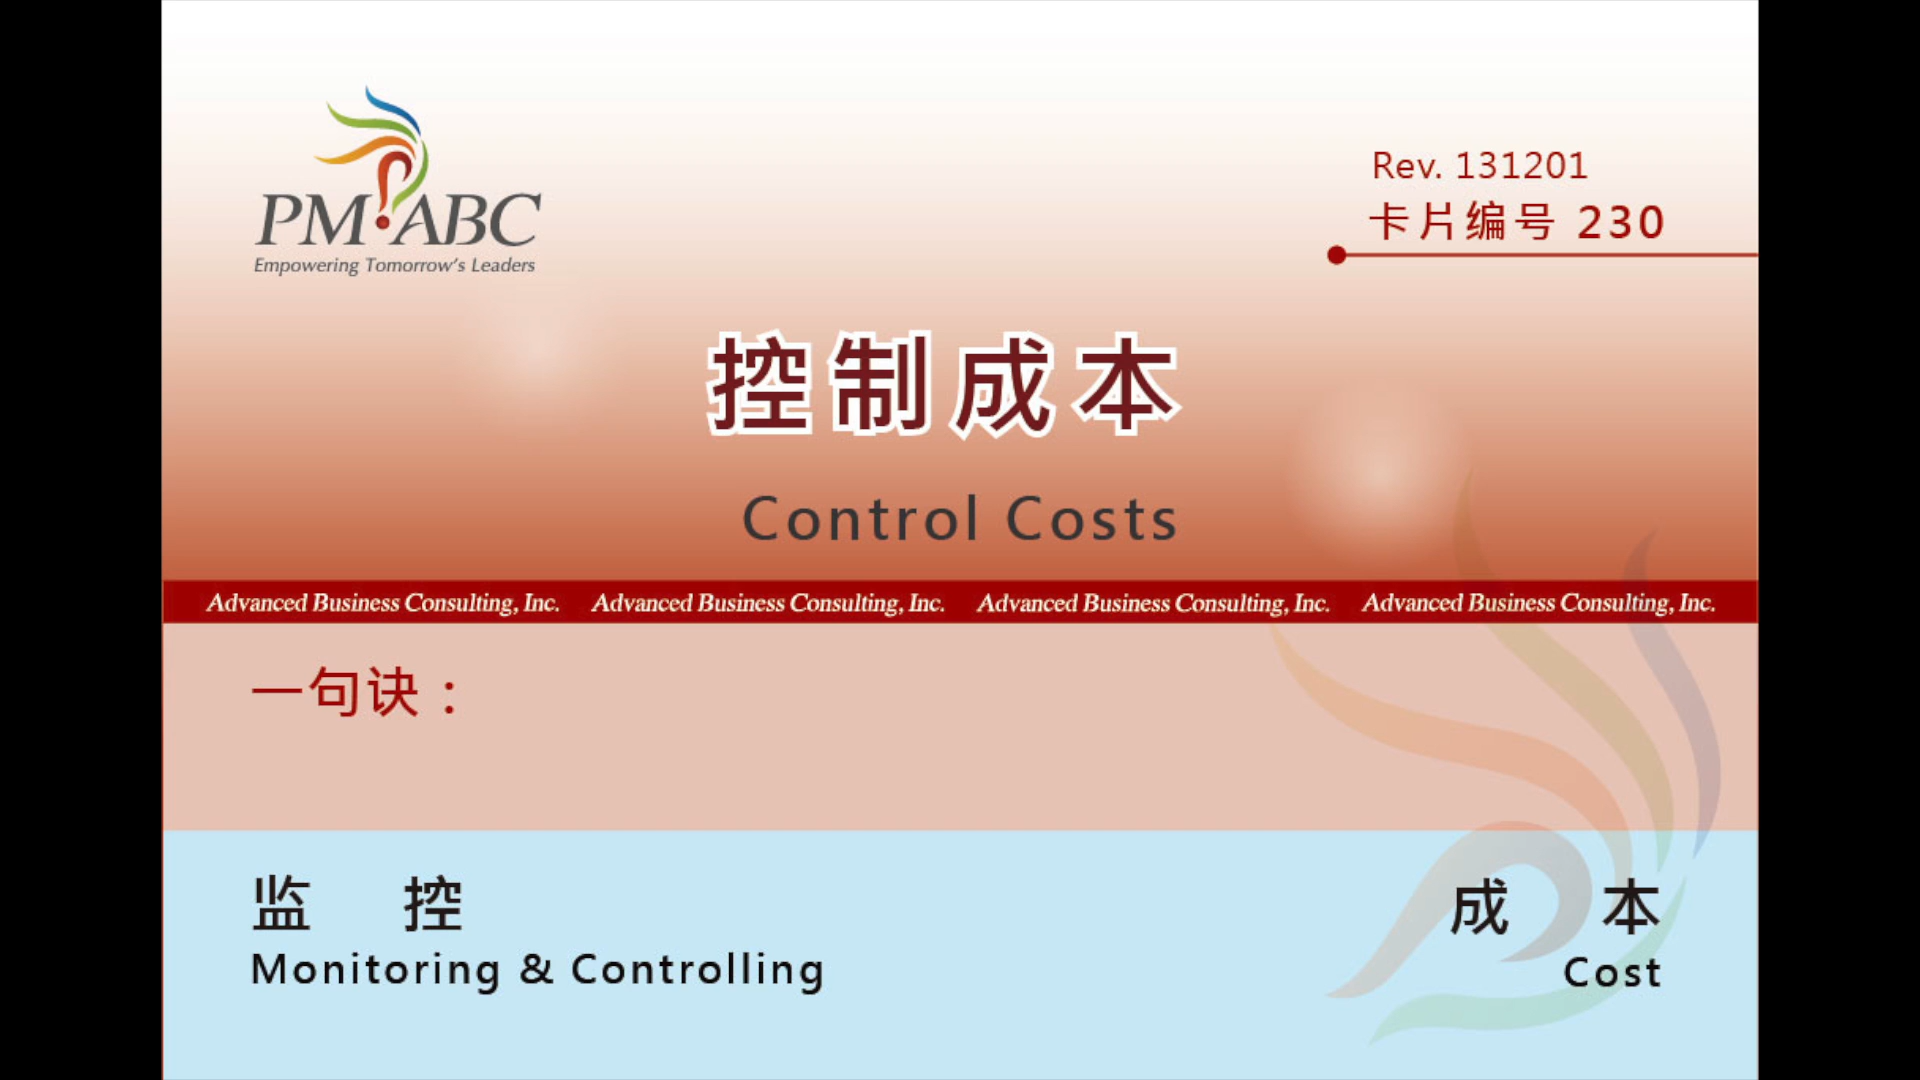 PM ABC
Empowering Tomorrow's Leaders
Rev. 131201
卡片编号 230
控制成本
Control Costs
Advanced Business Consulting, Inc. Advanced Business Consulting, Inc. Advanced Business Consulting, Inc. Advanced Business Consulting, Inc.
一句诀：
监 控
Monitoring & Controlling
成 本
Cost